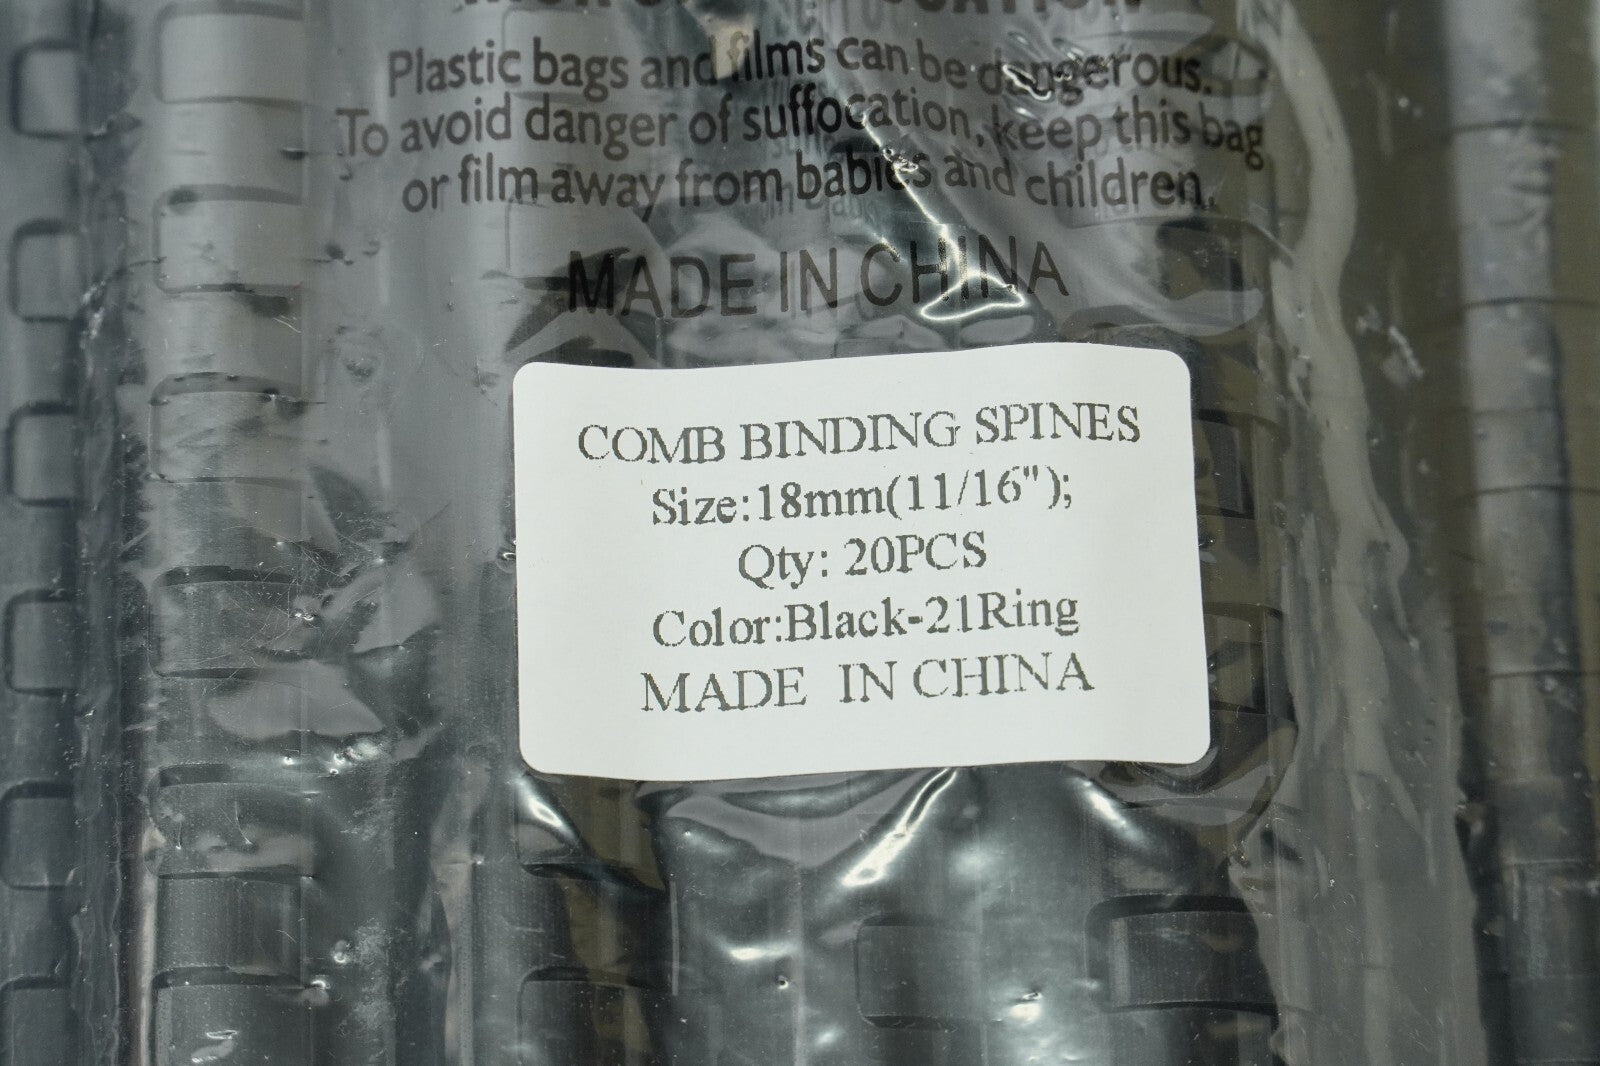 Plastic bags and films can be dangerous.
To avoid danger of suffocation, keep this bag
or film away from babies and children.
MADE IN CHINA
COMB BINDING SPINES
Size:18mm(11/16");
Qty: 20PCS
Color:Black-21Ring
MADE IN CHINA